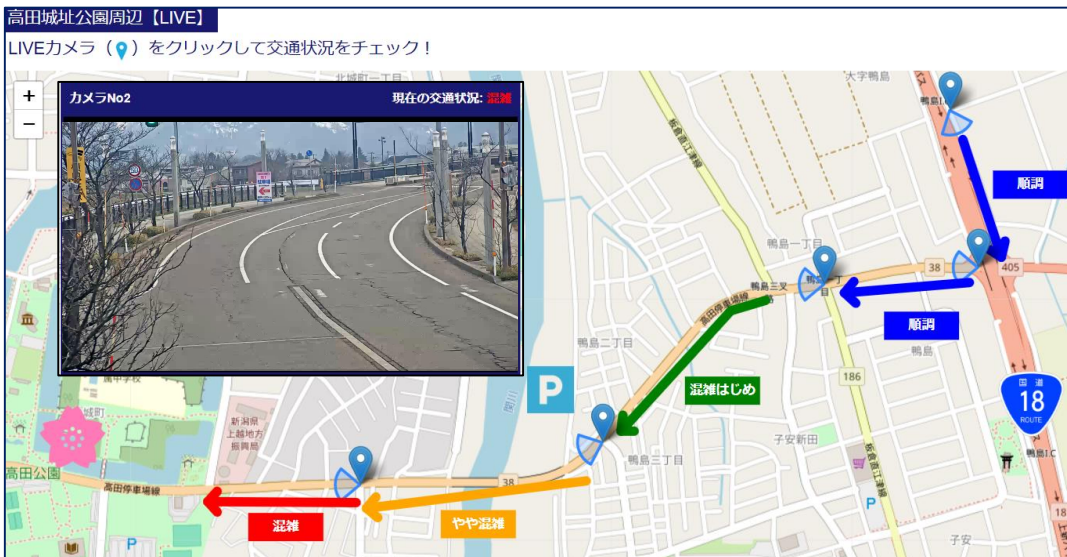 高田城址公園周辺【LIVE】
LIVEカメラ（）をクリックして交通状況をチェック！
+
−
カメラNo2
現在の交通状況: 混雑
北城町一丁目
大字鴨島
鴨島I.C
板倉直江津線
順調
鴨島一丁目
38
405
鴨島三叉
高田停車場線
順調
鴨島
鴨島二丁目
P
混雑はじめ
186
国道
18
ROUTE
城町
新潟県
上越地方
振興局
子安新田
板倉直江津線
鴨島三丁目
鴨島I.C
高田公園
高田停車場線
38
混雑
やや混雑
P
P
子安
18